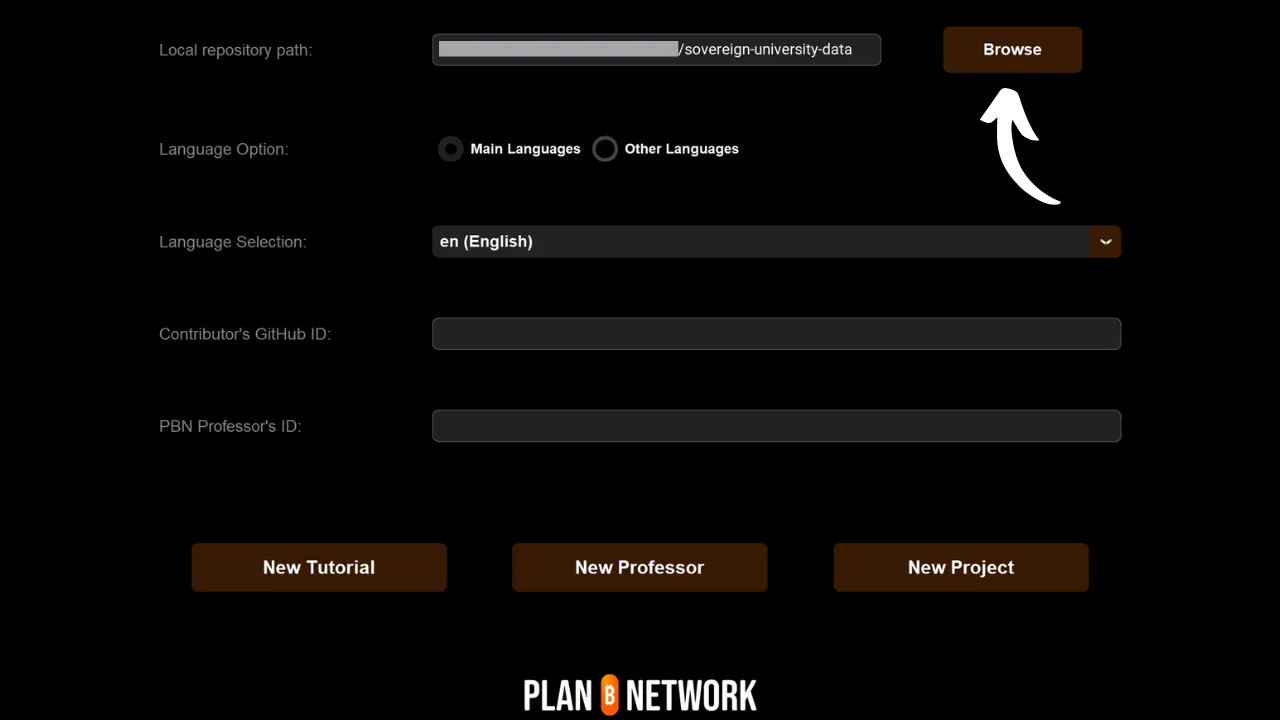 Local repository path: /sovereign-university-data Browse
Language Option: Main Languages Other Languages
Language Selection: en (English)
Contributor's GitHub ID:
PBN Professor's ID:
New Tutorial New Professor New Project
PLAN ₿ NETWORK